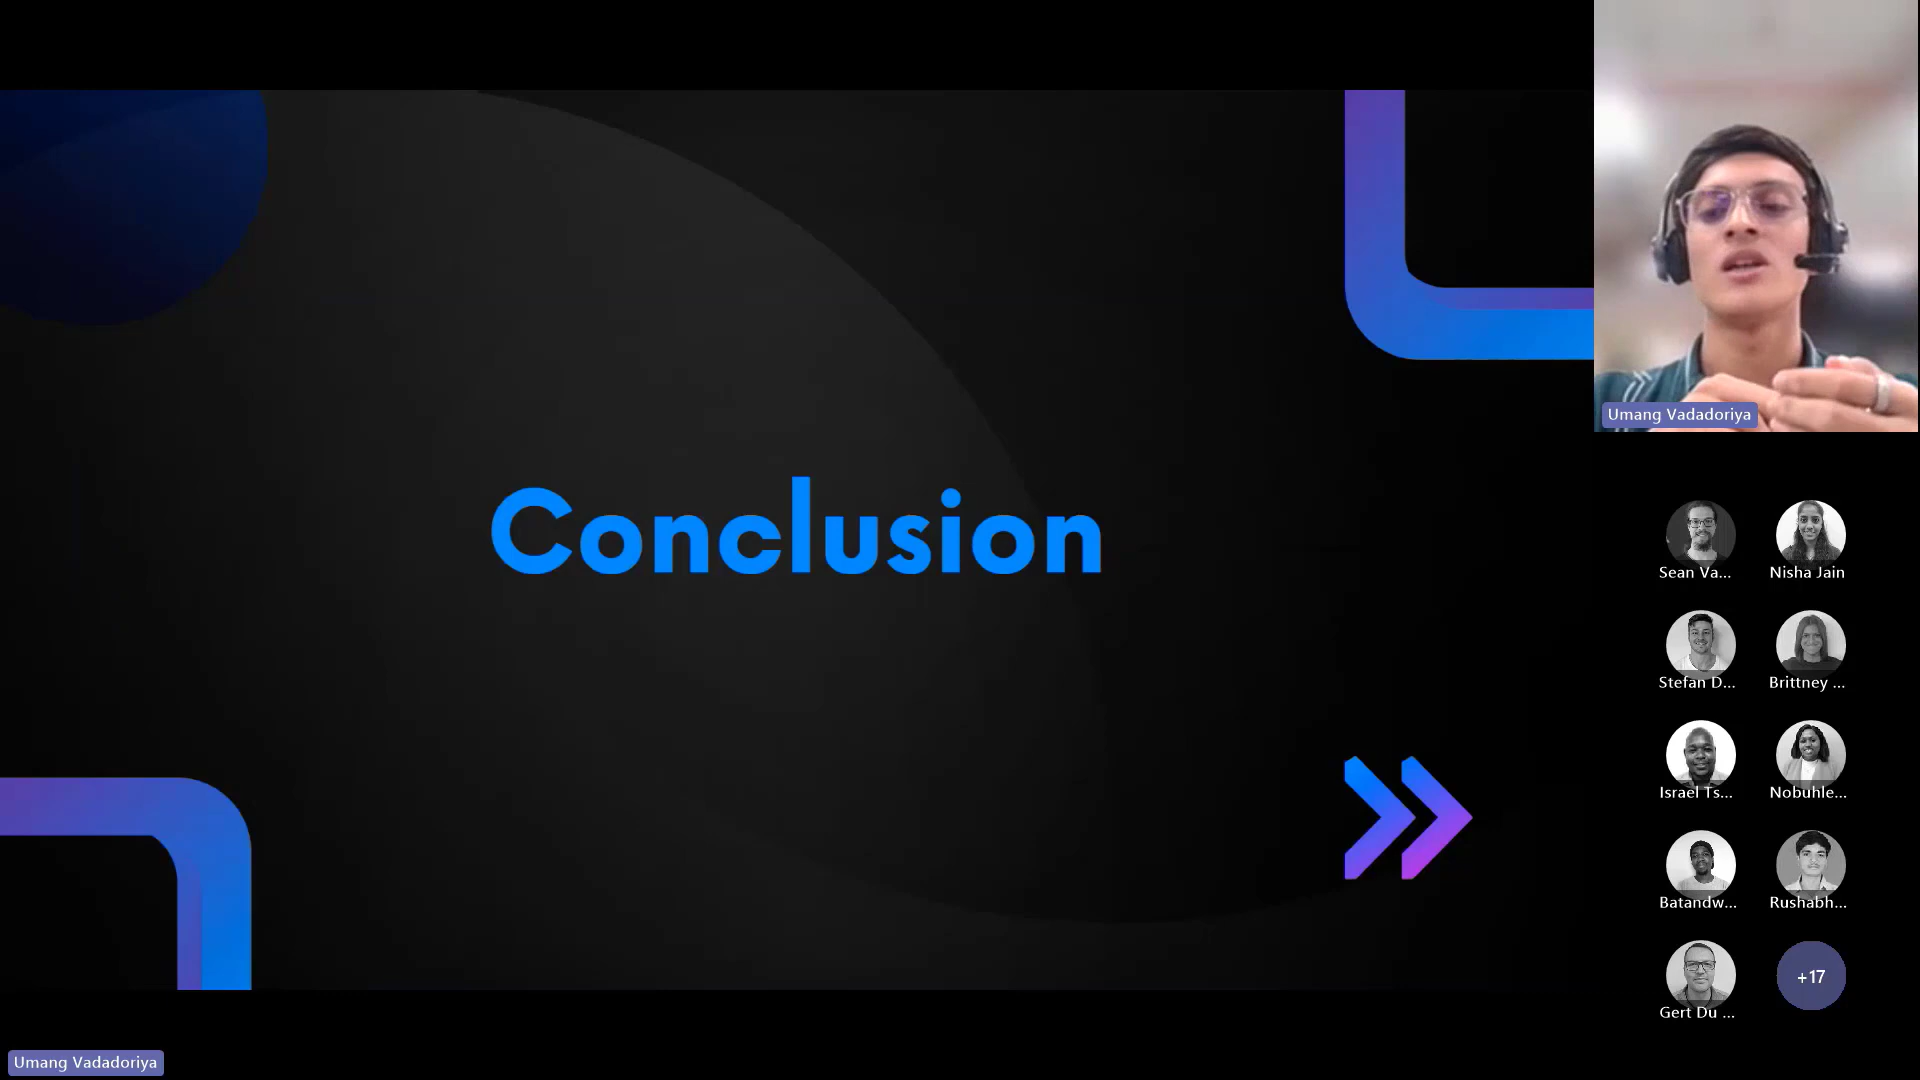 Conclusion
Umang Vadadoriya
Sean Va...
Nisha Jain
Stefan D...
Brittney ...
Israel Ts...
Nobuhle...
Batandw...
Rushabh...
Gert Du ...
+17
Umang Vadadoriya